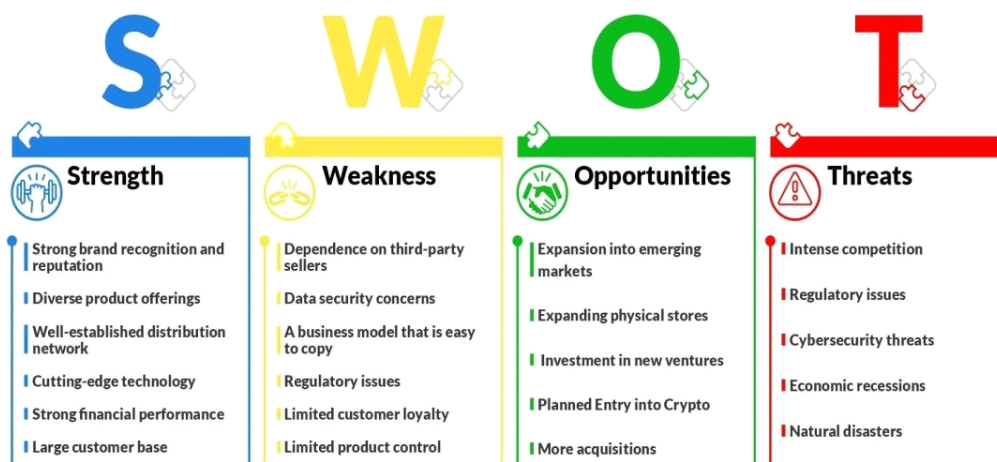 S
W
O
T
Strength
Strong brand recognition and
reputation
Diverse product offerings
Well-established distribution
network
Cutting-edge technology
Strong financial performance
Large customer base
Weakness
Dependence on third-party
sellers
Data security concerns
A business model that is easy
to copy
Regulatory issues
Limited customer loyalty
Limited product control
Opportunities
Expansion into emerging
markets
Expanding physical stores
Investment in new ventures
Planned Entry into Crypto
More acquisitions
Threats
Intense competition
Regulatory issues
Cybersecurity threats
Economic recessions
Natural disasters